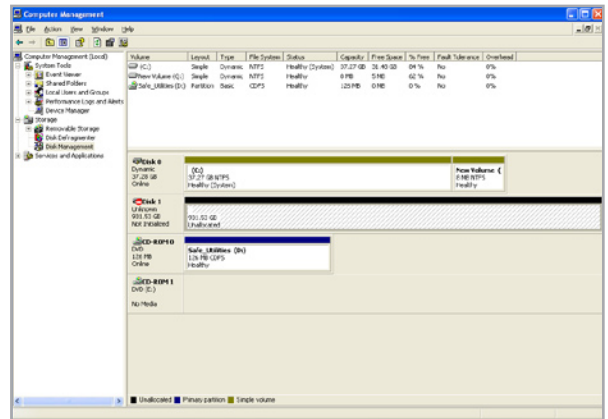 Computer Management
File Action View Window Help
Computer Management (Local)
System Tools
Event Viewer
Shared Folders
Local Users and Groups
Performance Logs and Alerts
Device Manager
Storage
Removable Storage
Disk Defragmenter
Disk Management
Services and Applications
Volume Layout Type File System Status Capacity Free Space % Free Fault Tolerance Overhead
(C:) Simple Dynamic NTFS Healthy (System) 37.27 GB 31.40 GB 84 % No 0%
New Volume (G:) Simple Dynamic NTFS Healthy 8 MB 5 MB 62 % No 0%
Safe_Utilities (D:) Partition Basic CDFS Healthy 125 MB 0 MB 0 % No 0%
Disk 0
Dynamic
37.28 GB
Online
(C:)
37.27 GB NTFS
Healthy (System)
New Volume (
8 MB NTFS
Healthy
Disk 1
Unknown
931.52 GB
Not Initialized
931.52 GB
Unallocated
CD-ROM 0
DVD
126 MB
Online
Safe_Utilities (D:)
126 MB CDFS
Healthy
CD-ROM 1
DVD (E:)
No Media
Unallocated Primary partition Simple volume